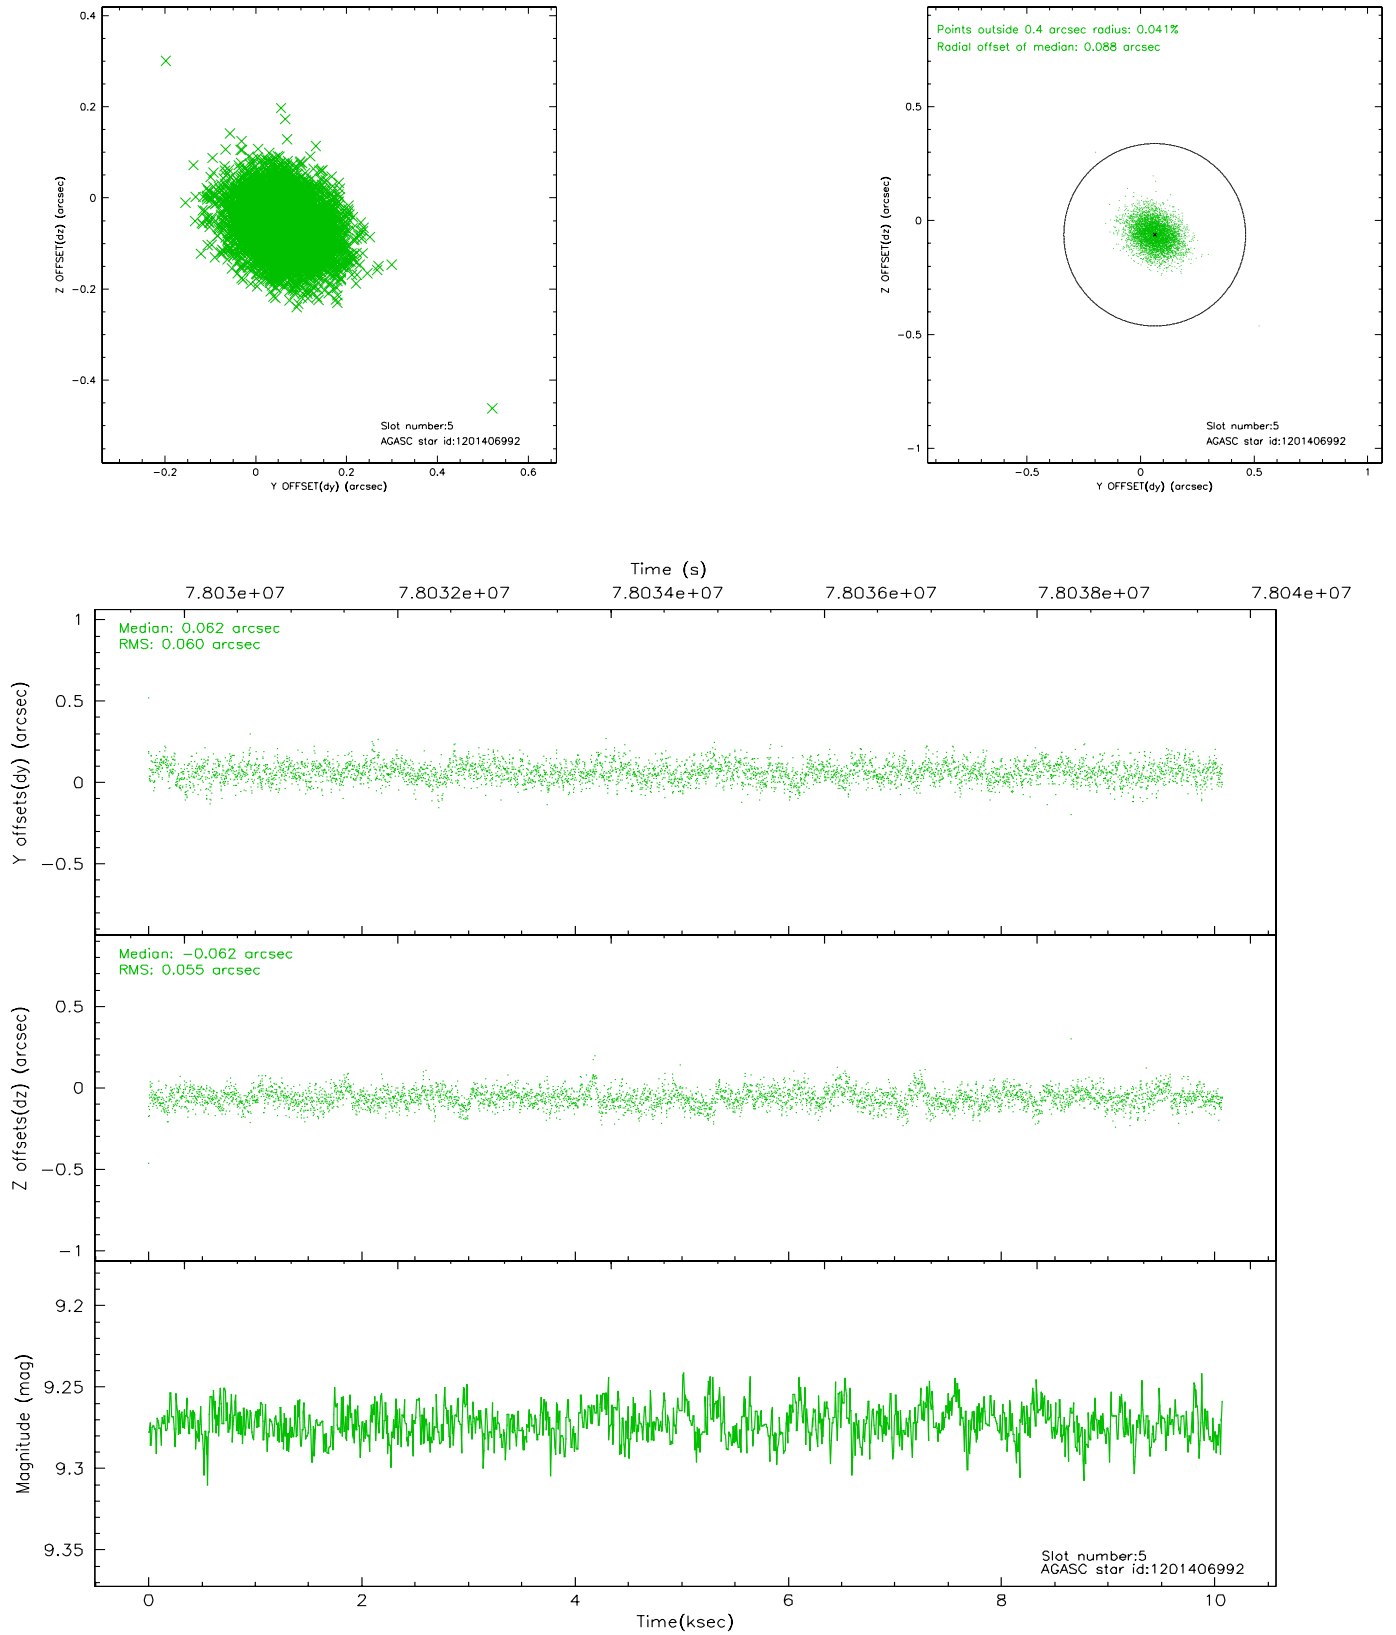 0.4
0.2
0
-0.2
-0.4
Z OFFSET(dz) (arcsec)
Slot number:5
AGASC star id:1201406992
-0.2 0 0.2 0.4 0.6
Y OFFSET(dy) (arcsec)
Points outside 0.4 arcsec radius: 0.041%
Radial offset of median: 0.088 arcsec
0.5
0
-0.5
-1
Z OFFSET(dz) (arcsec)
Slot number:5
AGASC star id:1201406992
-0.5 0 0.5 1
Y OFFSET(dy) (arcsec)
Time (s)
7.803e+07 7.8032e+07 7.8034e+07 7.8036e+07 7.8038e+07 7.804e+07
Median: 0.062 arcsec
RMS: 0.060 arcsec
1
0.5
0
-0.5
Y offsets(dy) (arcsec)
Median: -0.062 arcsec
RMS: 0.055 arcsec
0.5
0
-0.5
-1
Z offsets(dz) (arcsec)
9.2
9.25
9.3
9.35
Magnitude (mag)
Slot number:5
AGASC star id:1201406992
0 2 4 6 8 10
Time(ksec)